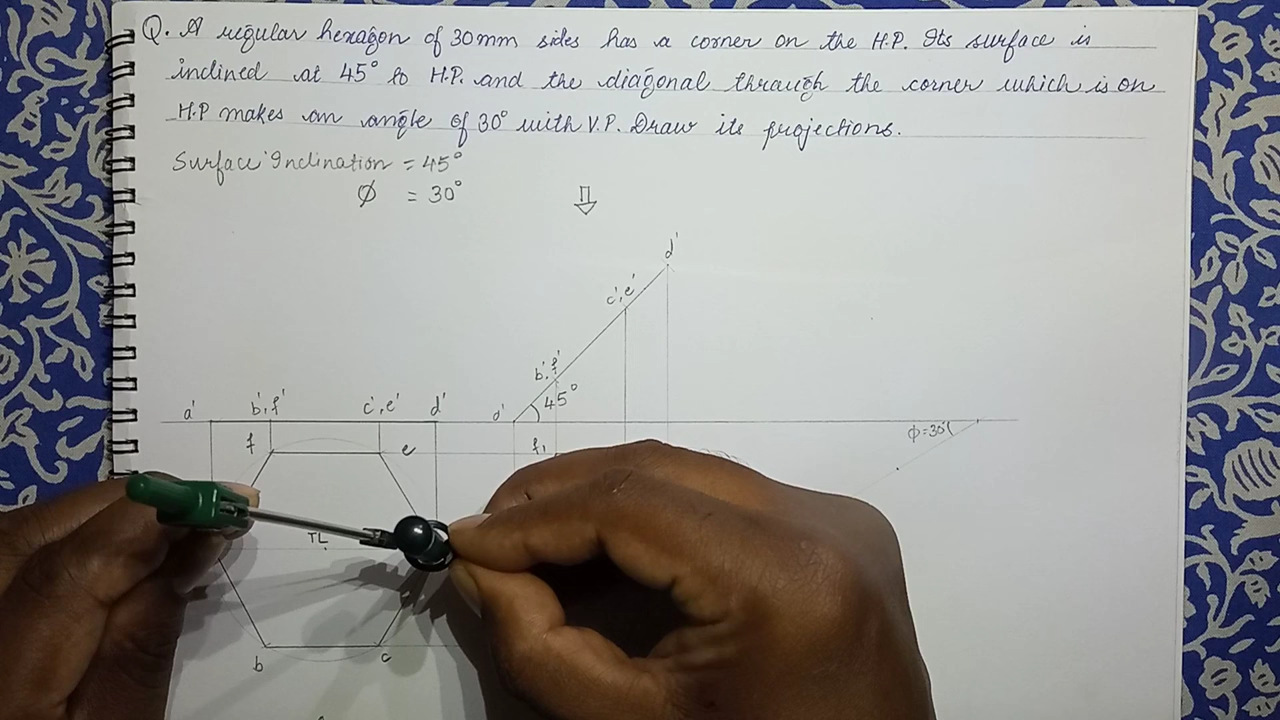 Q. A regular hexagon of 30mm sides has a corner on the H.P. Its surface is
inclined at 45° to H.P. and the diagonal through the corner which is on
H.P makes an angle of 30° with V.P. Draw its projections.
Surface Inclination = 45°
Ø = 30°
d'
c', e'
b', f'
45°
a' b', f' c', e' d' a'
Ø=30°
f e f₁
TL
b c